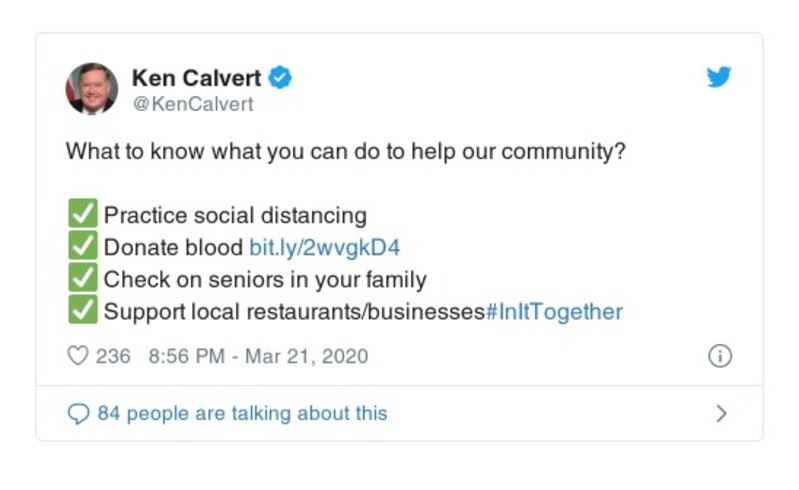 Ken Calvert
@KenCalvert
What to know what you can do to help our community?
✅ Practice social distancing
✅ Donate blood bit.ly/2wvgkD4
✅ Check on seniors in your family
✅ Support local restaurants/businesses#InItTogether
236 8:56 PM - Mar 21, 2020
84 people are talking about this